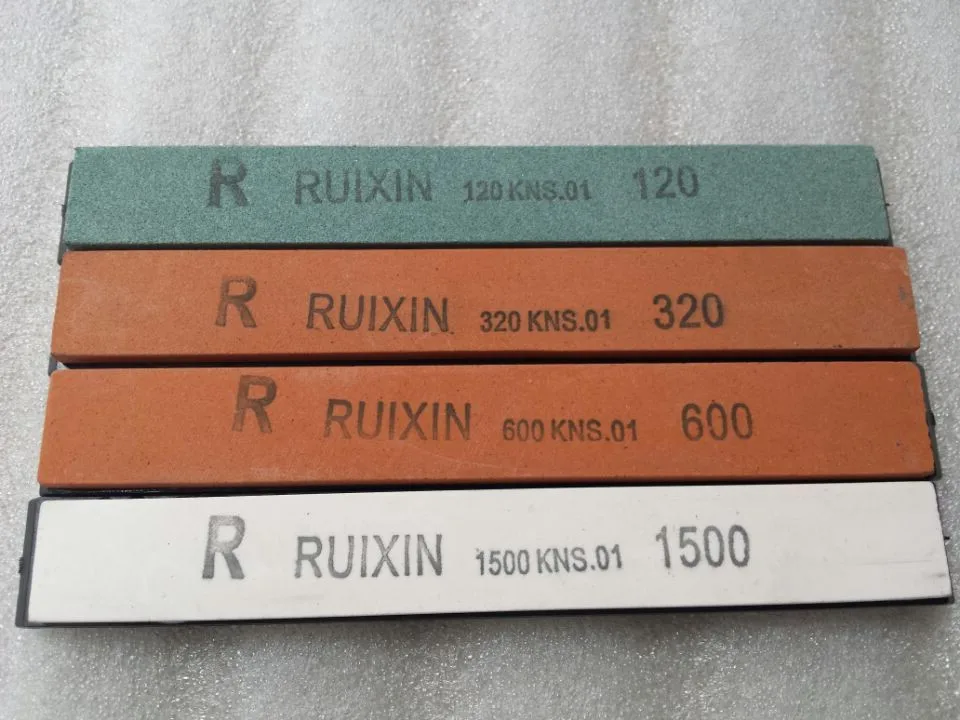 R RUIXIN 120 KNS.01 120
R RUIXIN 320 KNS.01 320
R RUIXIN 600 KNS.01 600
R RUIXIN 1500 KNS.01 1500